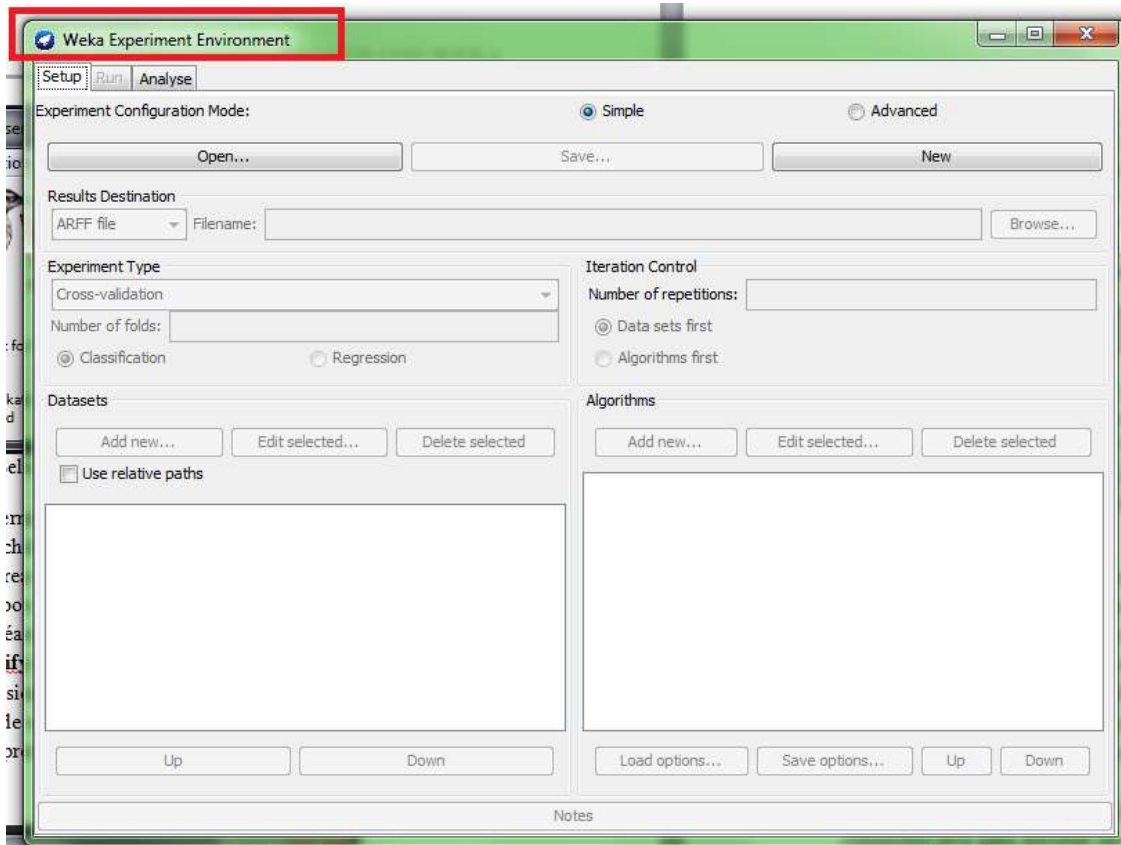 Weka Experiment Environment
Setup Run Analyse
Experiment Configuration Mode: Simple Advanced
Open... Save... New
Results Destination
ARFF file Filename: Browse...
Experiment Type Iteration Control
Cross-validation Number of repetitions:
Number of folds: Data sets first
Classification Regression Algorithms first
Datasets Algorithms
Add new... Edit selected... Delete selected Add new... Edit selected... Delete selected
Use relative paths
Up Down Load options... Save options... Up Down
Notes